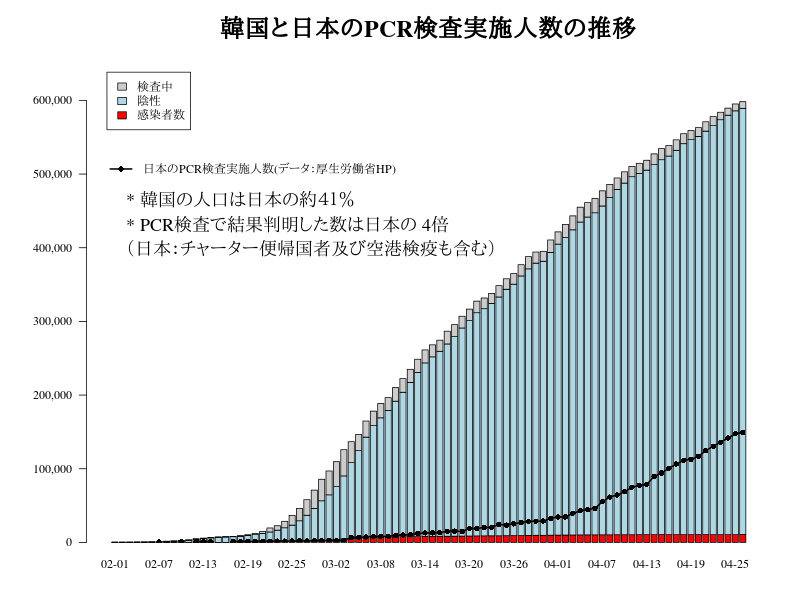 韓国と日本のPCR検査実施人数の推移
検査中
陰性
感染者数
日本のPCR検査実施人数(データ:厚生労働省HP)
* 韓国の人口は日本の約41%
* PCR検査で結果判明した数は日本の 4倍
(日本:チャーター便帰国者及び空港検疫も含む)
600,000
500,000
400,000
300,000
200,000
100,000
0
02-01 02-07 02-13 02-19 02-25 03-02 03-08 03-14 03-20 03-26 04-01 04-07 04-13 04-19 04-25